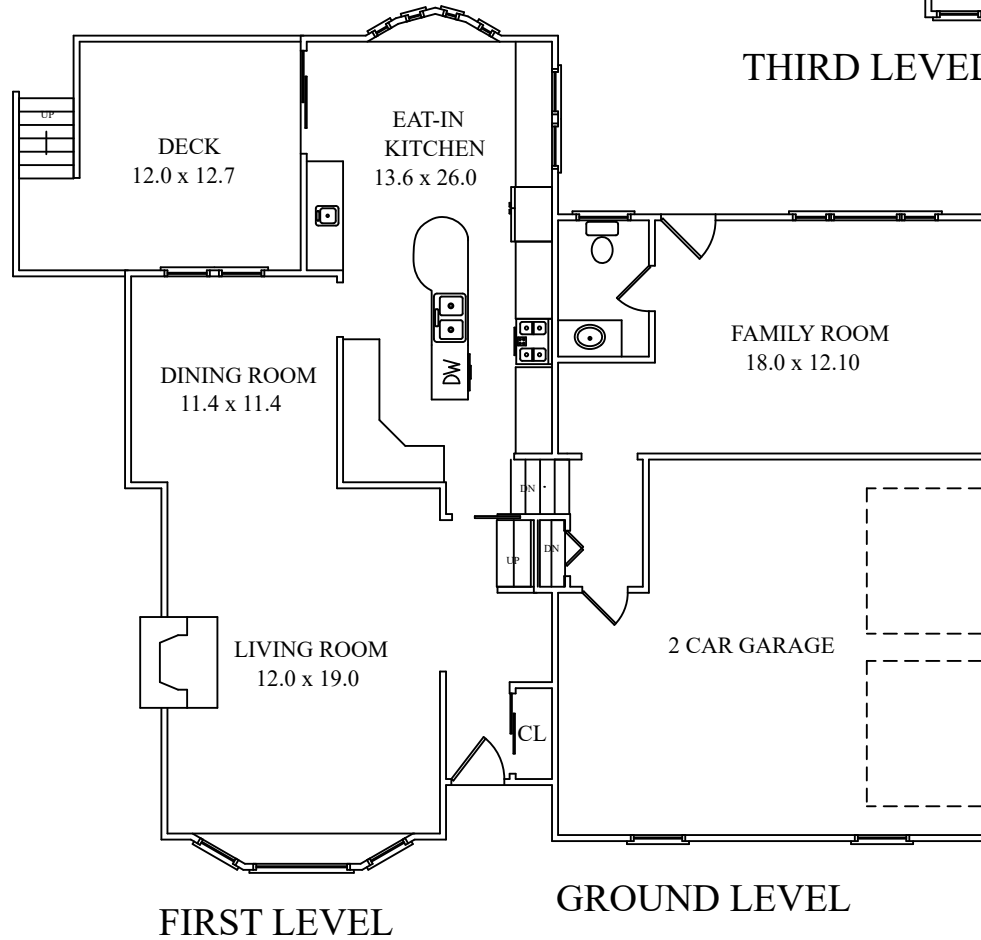 THIRD LEVEL
UP
DECK
12.0 x 12.7
EAT-IN
KITCHEN
13.6 x 26.0
FAMILY ROOM
18.0 x 12.10
DINING ROOM
11.4 x 11.4
DW
DN
UP
DN
LIVING ROOM
12.0 x 19.0
2 CAR GARAGE
CL
GROUND LEVEL
FIRST LEVEL